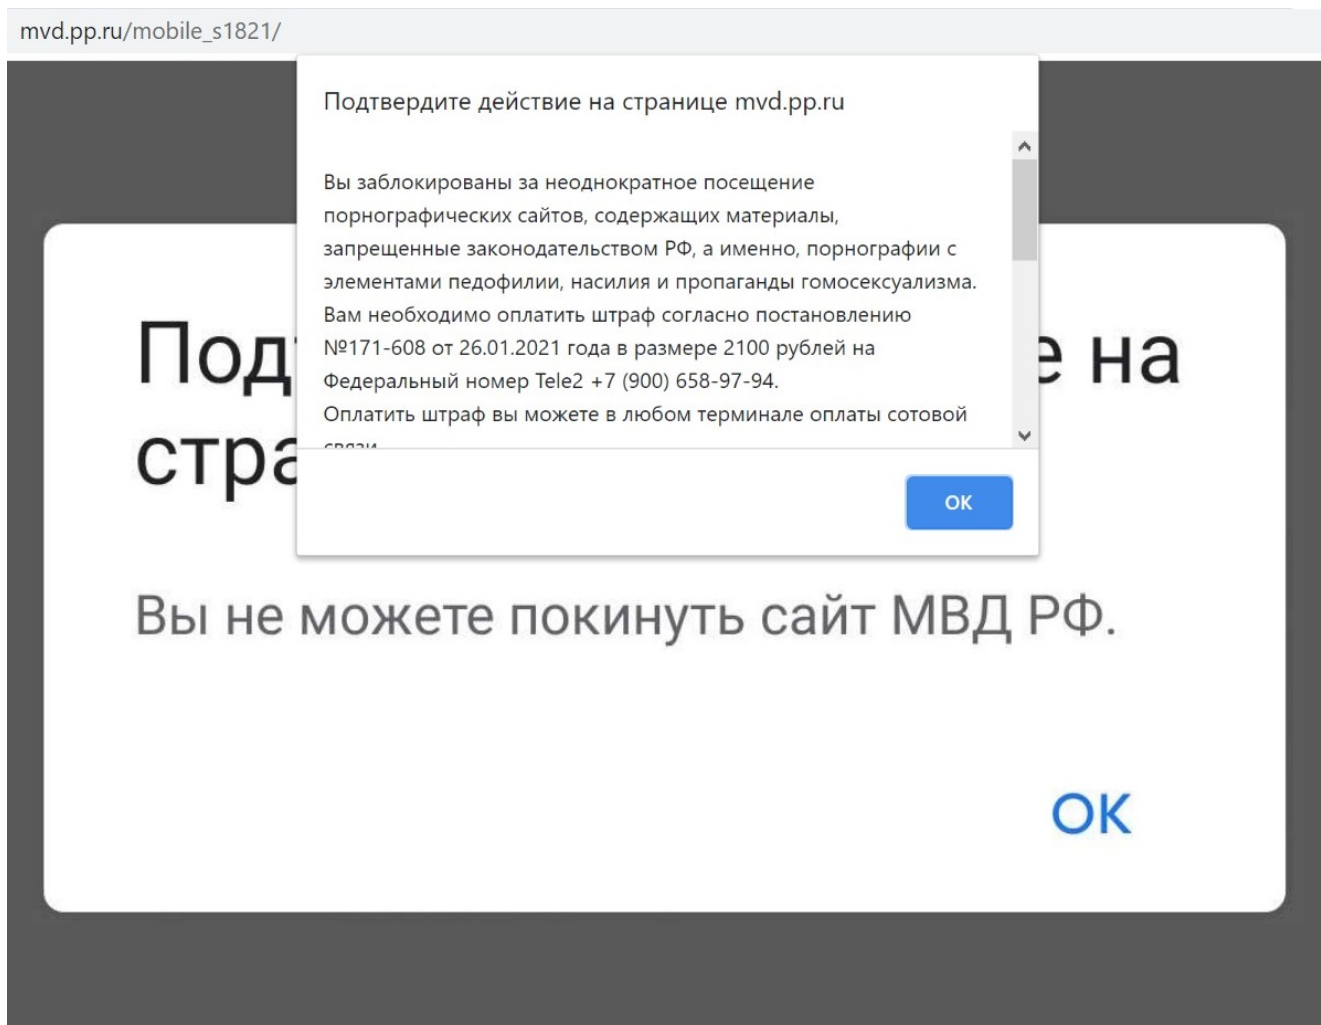 mvd.pp.ru/mobile_s1821/
Подтвердите действие на странице mvd.pp.ru
Вы заблокированы за неоднократное посещение
порнографических сайтов, содержащих материалы,
запрещенные законодательством РФ, а именно, порнографии с
элементами педофилии, насилия и пропаганды гомосексуализма.
Вам необходимо оплатить штраф согласно постановлению
№171-608 от 26.01.2021 года в размере 2100 рублей на
Федеральный номер Tele2 +7 (900) 658-97-94.
Оплатить штраф вы можете в любом терминале оплаты сотовой
связи
ОК
на
Вы не можете покинуть сайт МВД РФ.
ОК